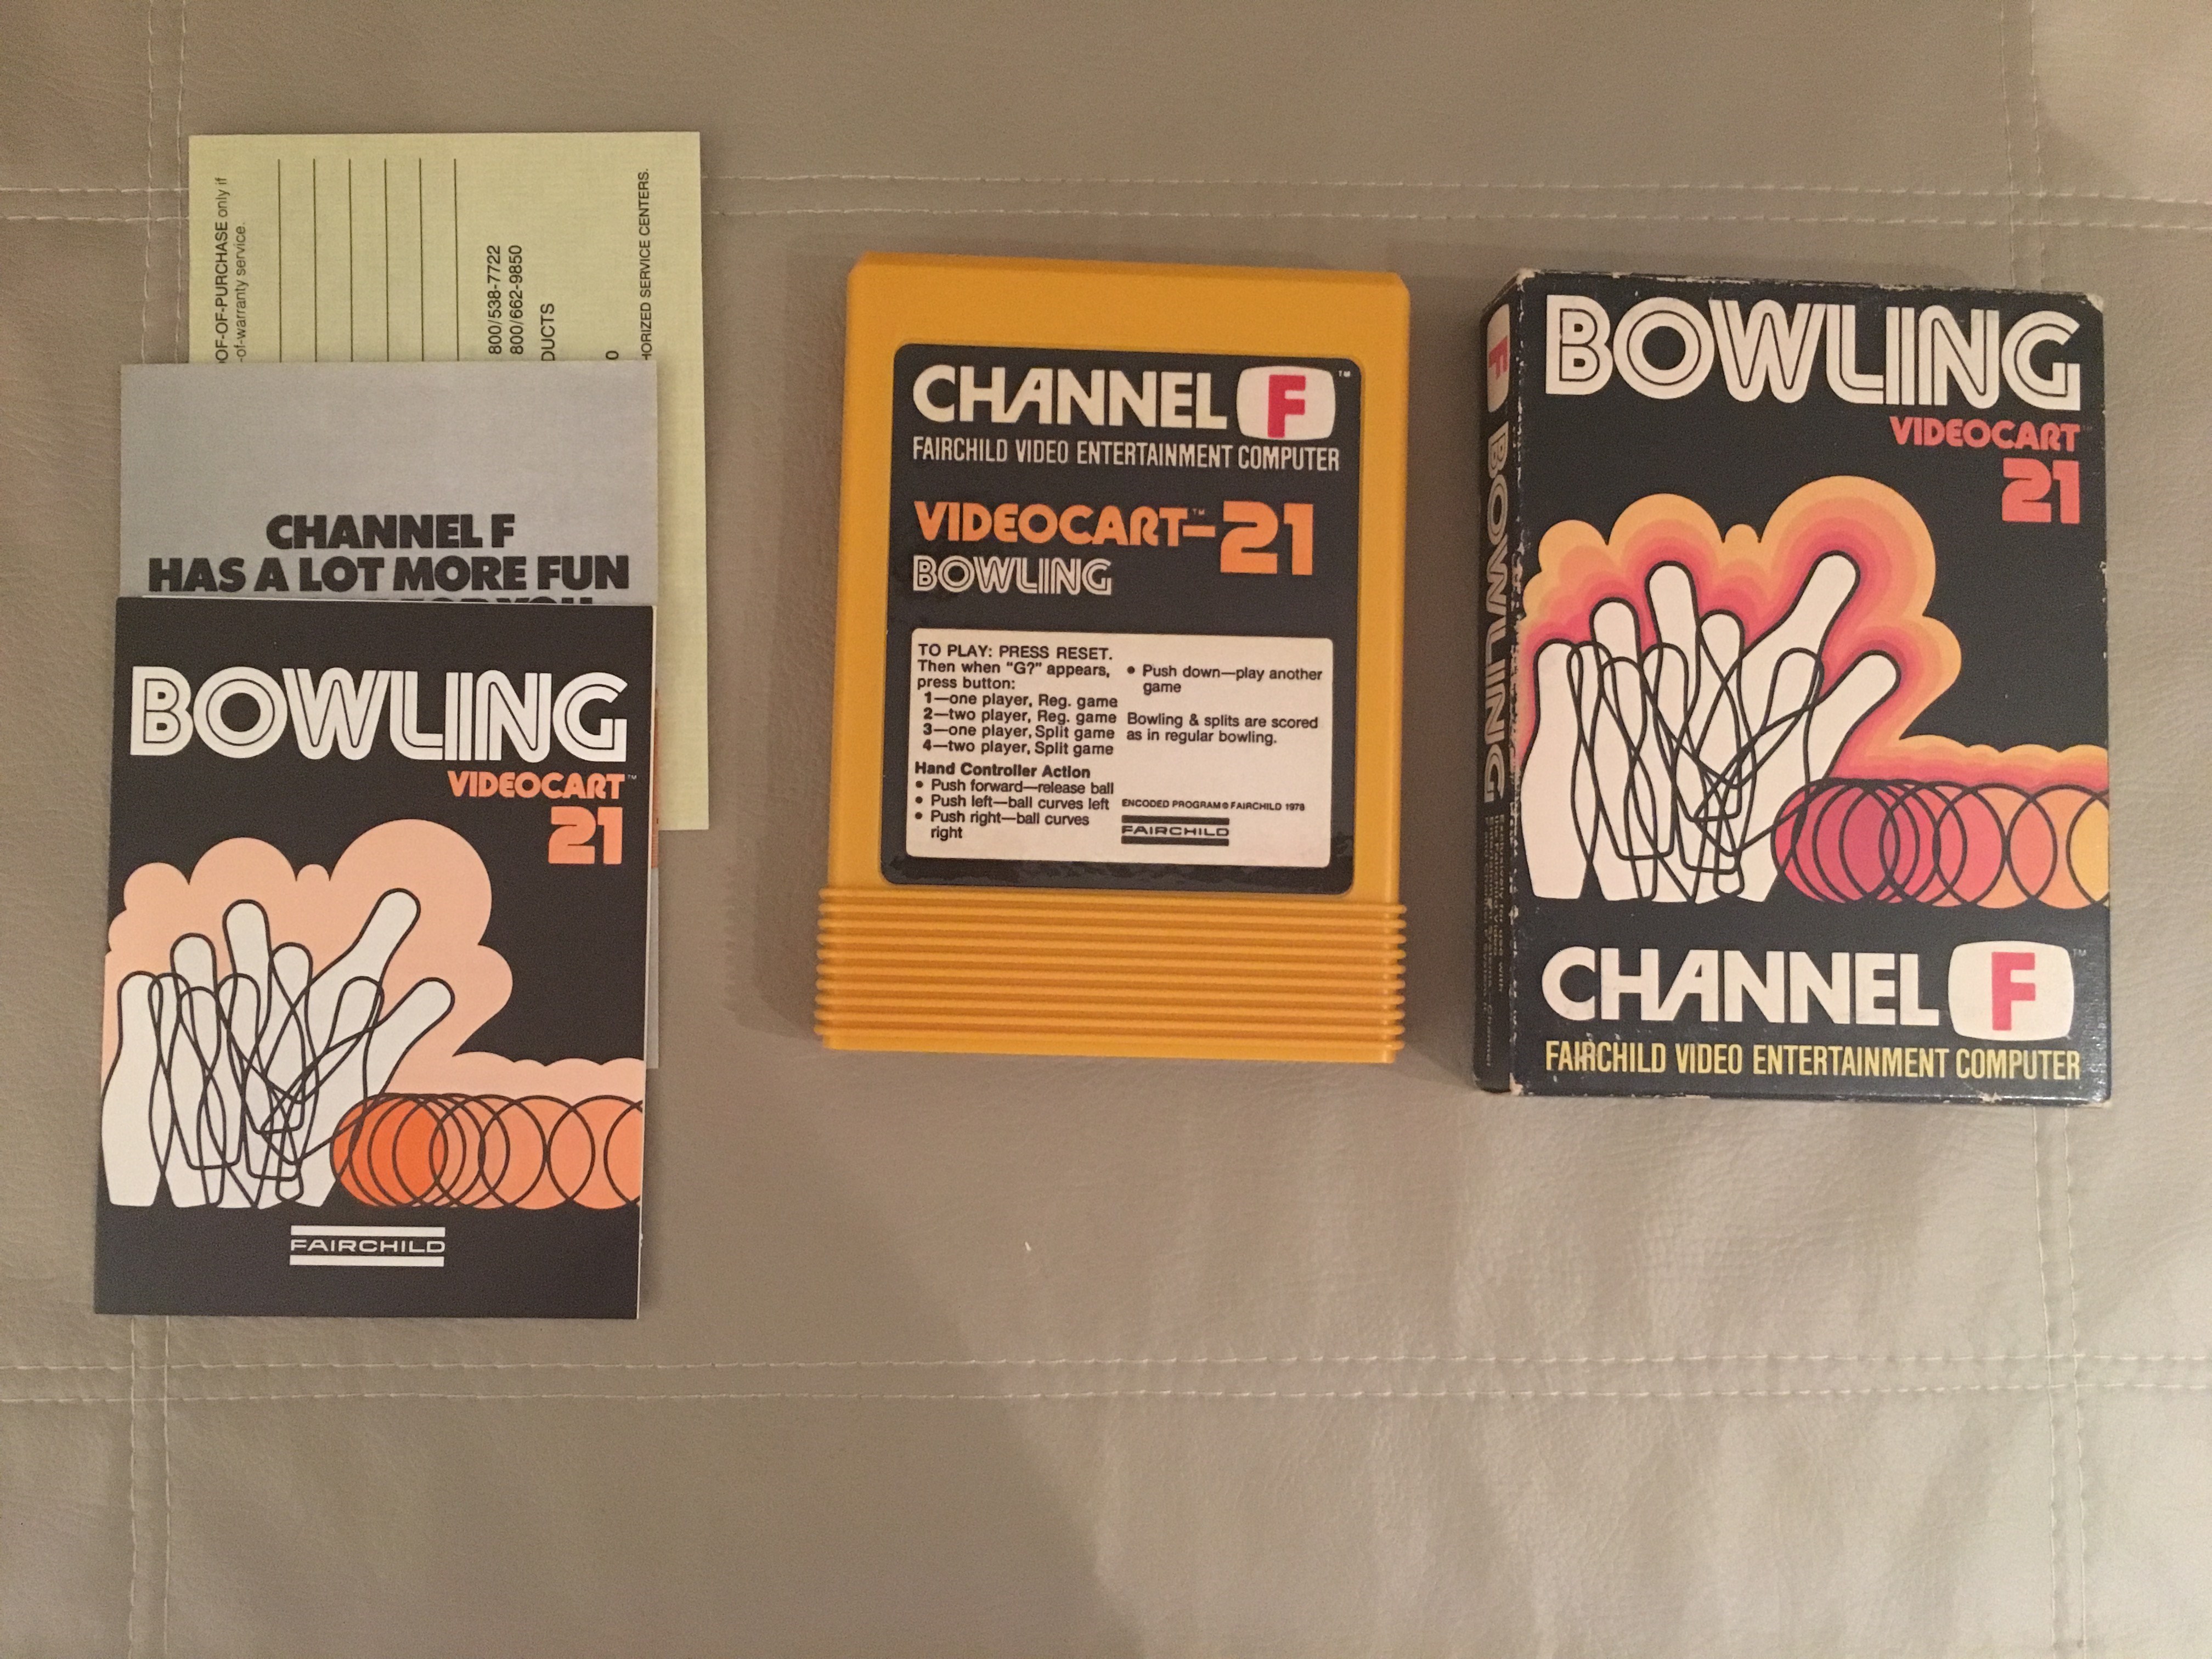 OF-OF-PURCHASE only if
-of-warranty service.
800/538-7722
800/662-9850
DUCTS
0
HORIZED SERVICE CENTERS.
CHANNEL F
HAS A LOT MORE FUN
BOWLING
VIDEOCART™
21
FAIRCHILD
CHANNEL F™
FAIRCHILD VIDEO ENTERTAINMENT COMPUTER
VIDEOCART™-21
BOWLING
TO PLAY: PRESS RESET.
Then when "G?" appears,
press button:
1—one player, Reg. game
2—two player, Reg. game
3—one player, Split game
4—two player, Split game
Hand Controller Action
• Push forward—release ball
• Push left—ball curves left
• Push right—ball curves
right
• Push down—play another
game
Bowling & splits are scored
as in regular bowling.
ENCODED PROGRAM © FAIRCHILD 1978
FAIRCHILD
F BOWLING
BOWLING
VIDEOCART™
21
CHANNEL F™
FAIRCHILD VIDEO ENTERTAINMENT COMPUTER